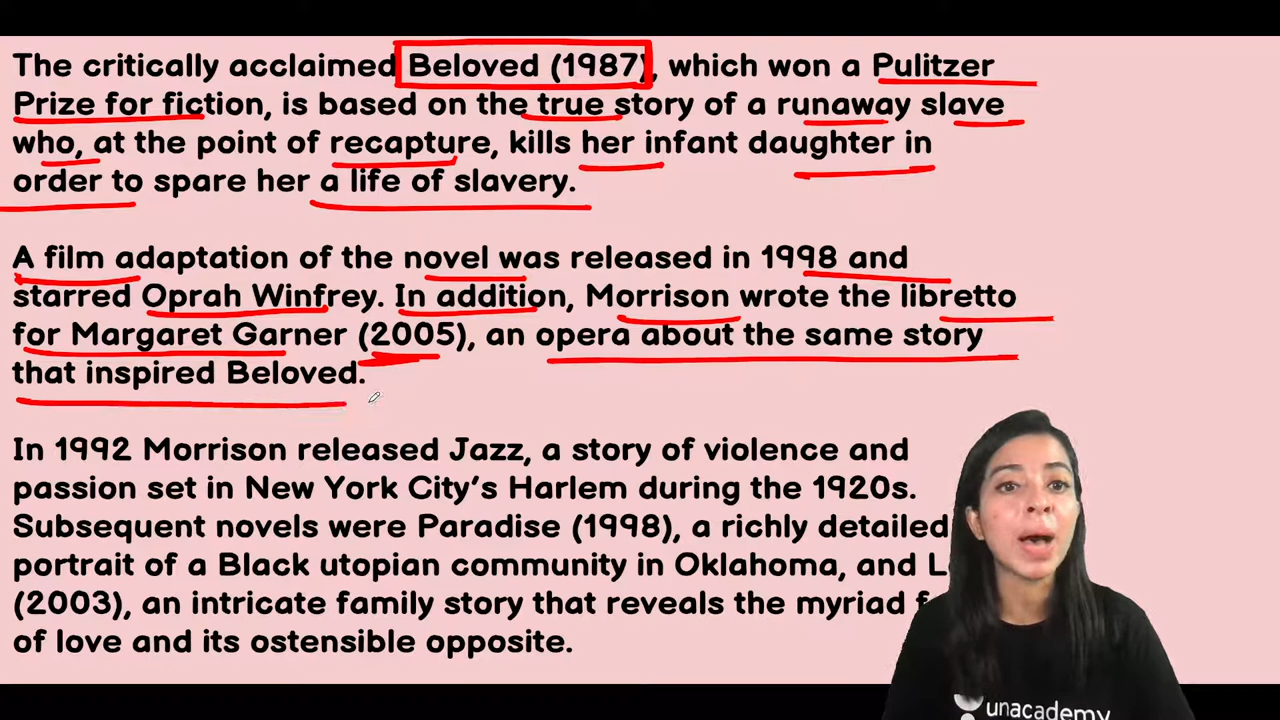 The critically acclaimed Beloved (1987), which won a Pulitzer
Prize for fiction, is based on the true story of a runaway slave
who, at the point of recapture, kills her infant daughter in
order to spare her a life of slavery.
A film adaptation of the novel was released in 1998 and
starred Oprah Winfrey. In addition, Morrison wrote the libretto
for Margaret Garner (2005), an opera about the same story
that inspired Beloved.
In 1992 Morrison released Jazz, a story of violence and
passion set in New York City's Harlem during the 1920s.
Subsequent novels were Paradise (1998), a richly detailed
portrait of a Black utopian community in Oklahoma, and
(2003), an intricate family story that reveals the myriad
of love and its ostensible opposite.
unacademy